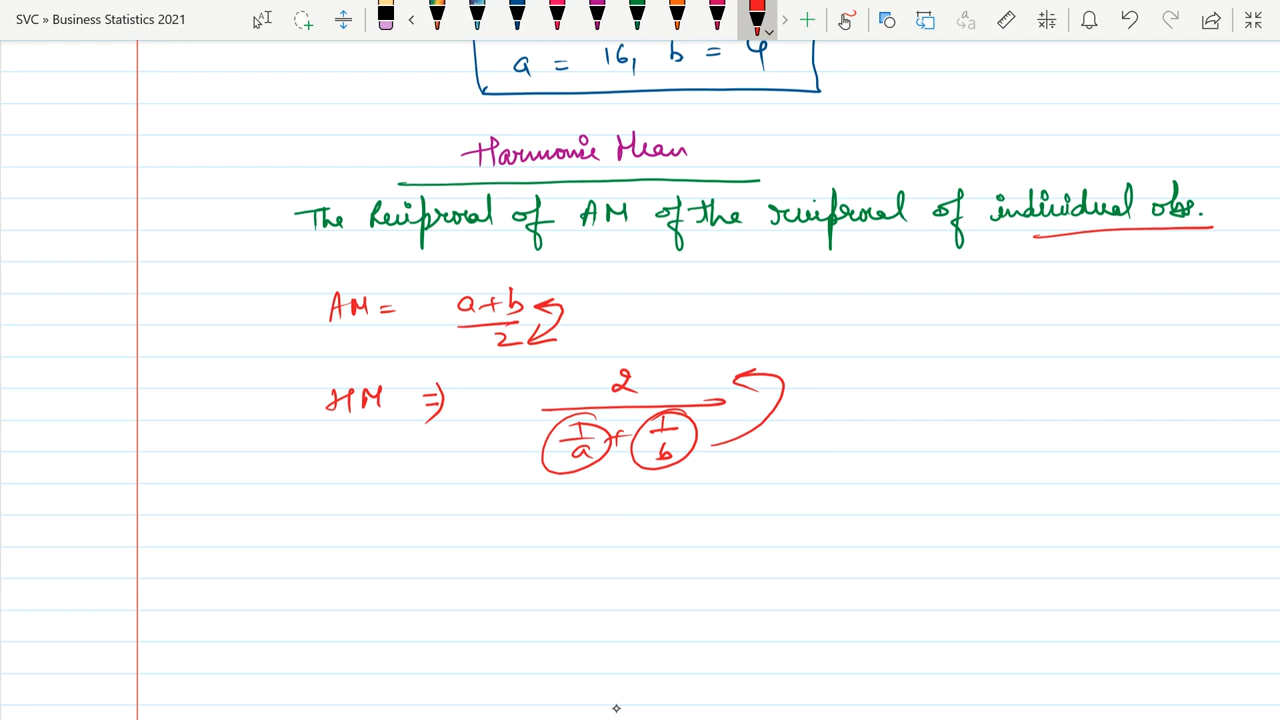 SVC » Business Statistics 2021
a = 16, b = 4
Harmonic Mean
The Reciprocal of AM of the reciprocal of individual obs.
AM = a+b/2
HM ⇒ 2/(1/a + 1/b)